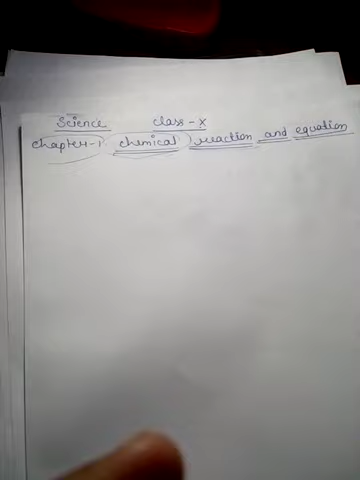 Science class-X
chapter-1 chemical reaction and equation